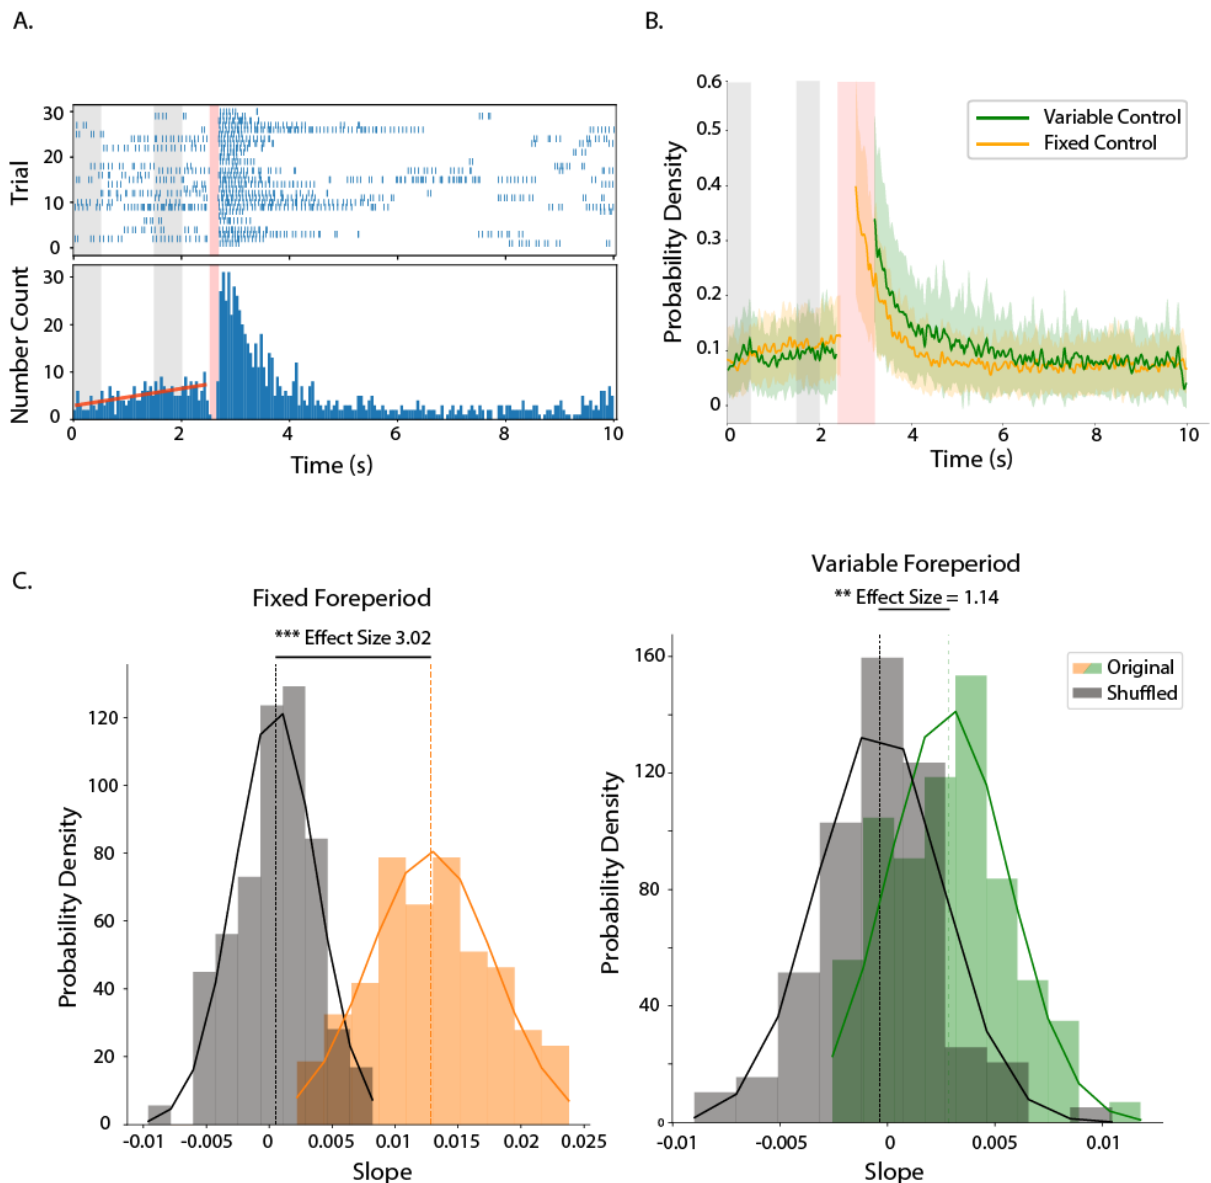 A.
30
20
10
0
Trial
30
20
10
0
Number Count
0 2 4 6 8 10
Time (s)
B.
0.6
0.5
0.4
0.3
0.2
0.1
0
Probability Density
Variable Control
Fixed Control
0 2 4 6 8 10
Time (s)
C.
Fixed Foreperiod
*** Effect Size 3.02
120
100
80
60
40
20
0
Probability Density
-0.01 -0.005 0 0.005 0.01 0.015 0.02 0.025
Slope
Variable Foreperiod
** Effect Size = 1.14
Original
Shuffled
160
120
80
40
0
Probability Density
-0.01 -0.005 0 0.005 0.01
Slope